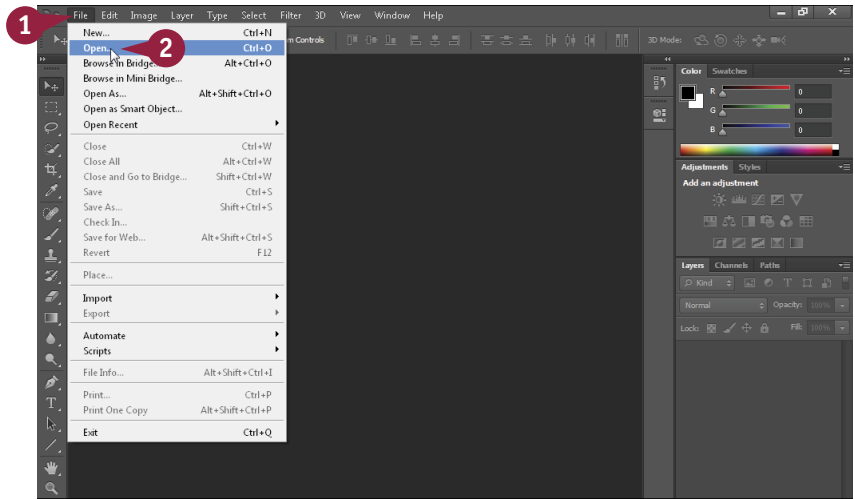 1
File Edit Image Layer Type Select Filter 3D View Window Help
New... Ctrl+N
Open... Ctrl+O
2
m Controls
3D Mode:
Browse in Bridge... Alt+Ctrl+O
Browse in Mini Bridge...
Open As... Alt+Shift+Ctrl+O
Open as Smart Object...
Open Recent
Close Ctrl+W
Close All Alt+Ctrl+W
Close and Go to Bridge... Shift+Ctrl+W
Save Ctrl+S
Save As... Shift+Ctrl+S
Check In...
Save for Web... Alt+Shift+Ctrl+S
Revert F12
Place...
Import
Export
Automate
Scripts
File Info... Alt+Shift+Ctrl+I
Print... Ctrl+P
Print One Copy Alt+Shift+Ctrl+P
Exit Ctrl+Q
Color Swatches
R 0
G 0
B 0
Adjustments Styles
Add an adjustment
Layers Channels Paths
Kind
Normal Opacity: 100%
Lock: Fill: 100%